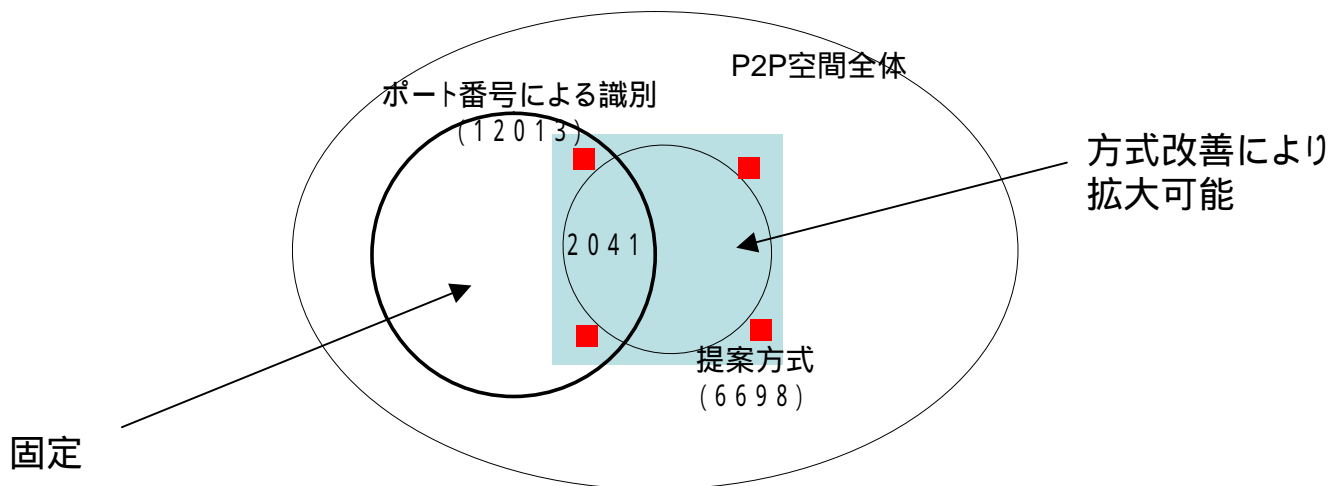 P2P空間全体
ポート番号による識別
(12013)
方式改善により
拡大可能
2041
提案方式
(6698)
固定